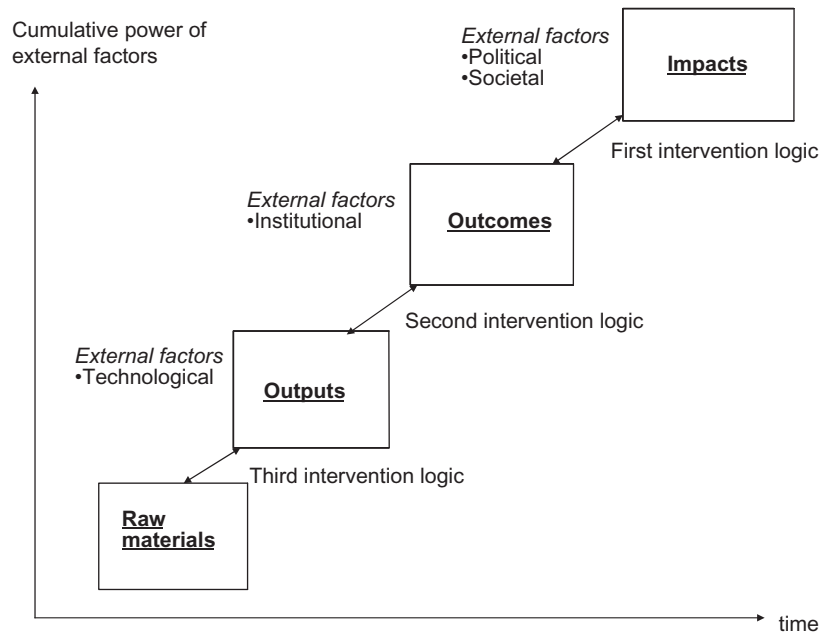 Cumulative power of
external factors
External factors
•Political
•Societal
Impacts
First intervention logic
External factors
•Institutional
Outcomes
Second intervention logic
External factors
•Technological
Outputs
Third intervention logic
Raw
materials
time